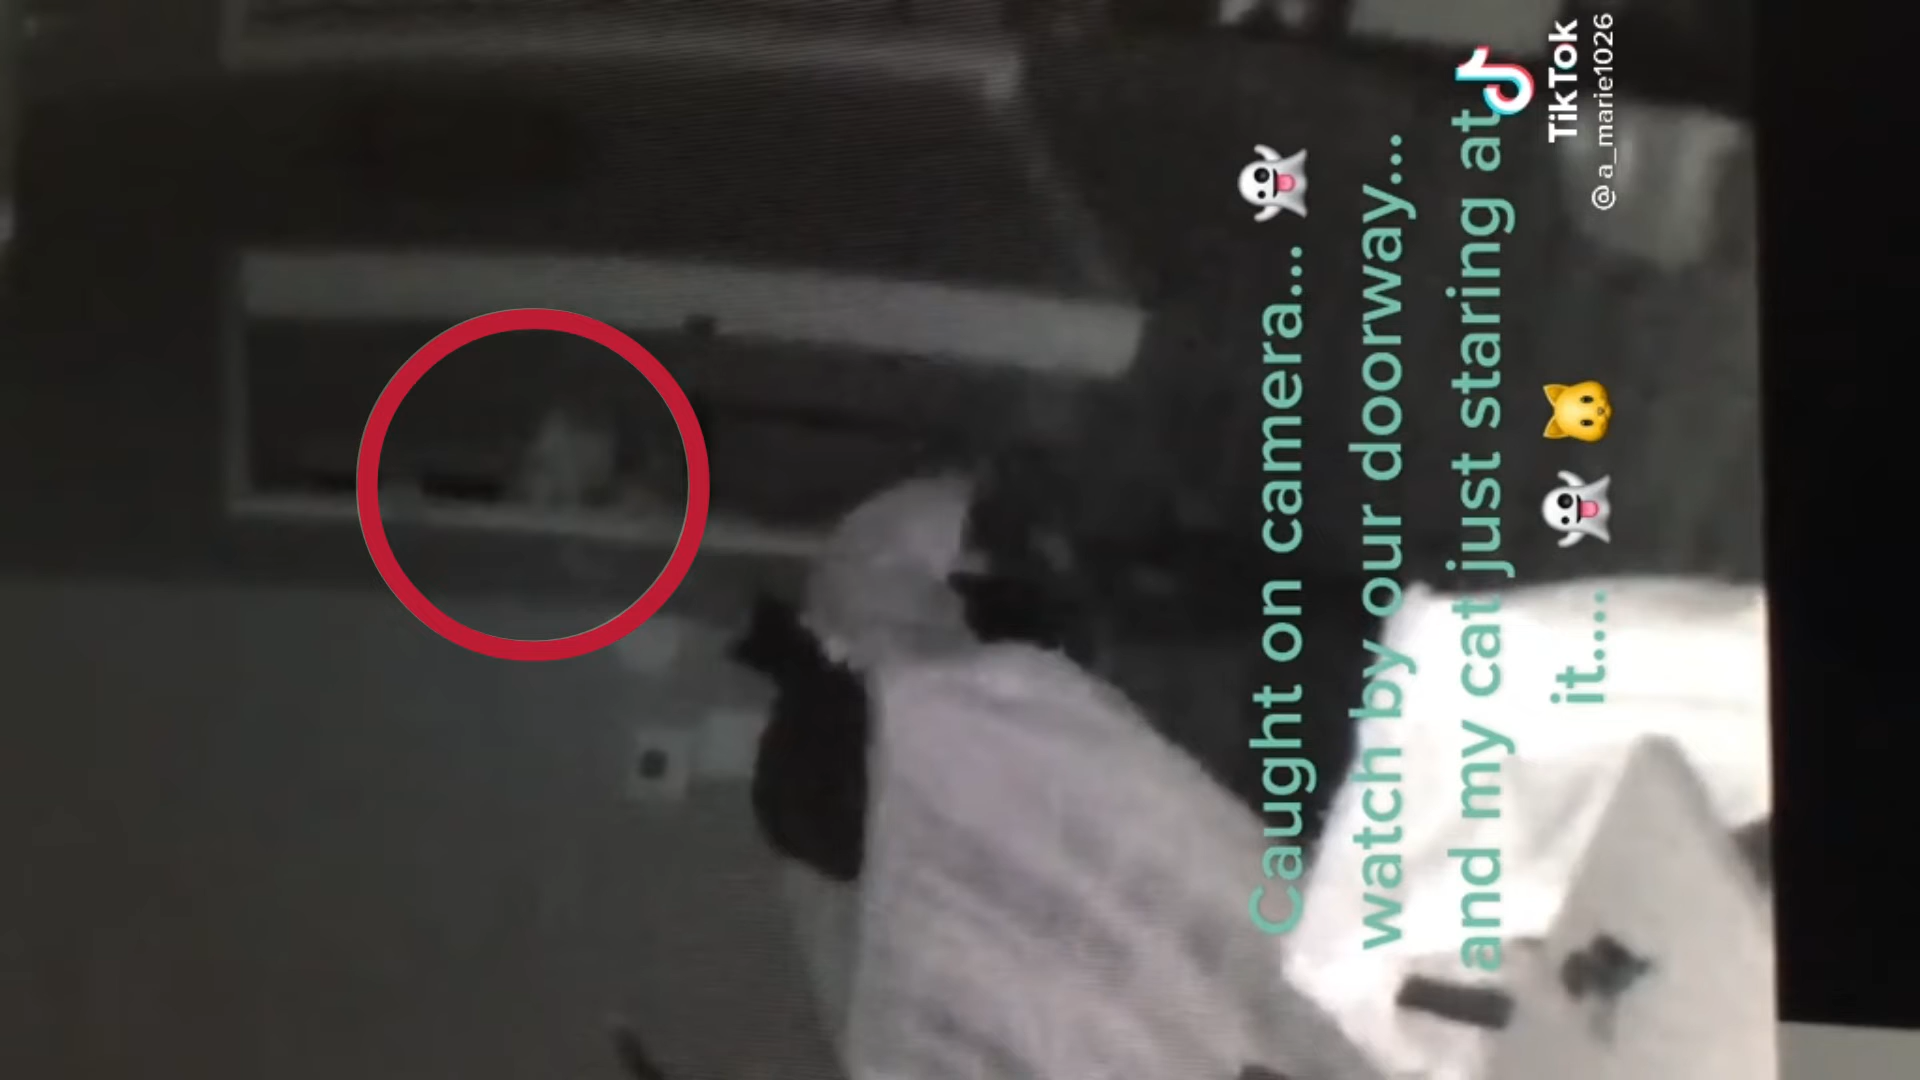 Caught on camera... 👻
watch by our doorway...
and my cat just staring at
it.... 👻 🐱
TikTok
@a_marie1026